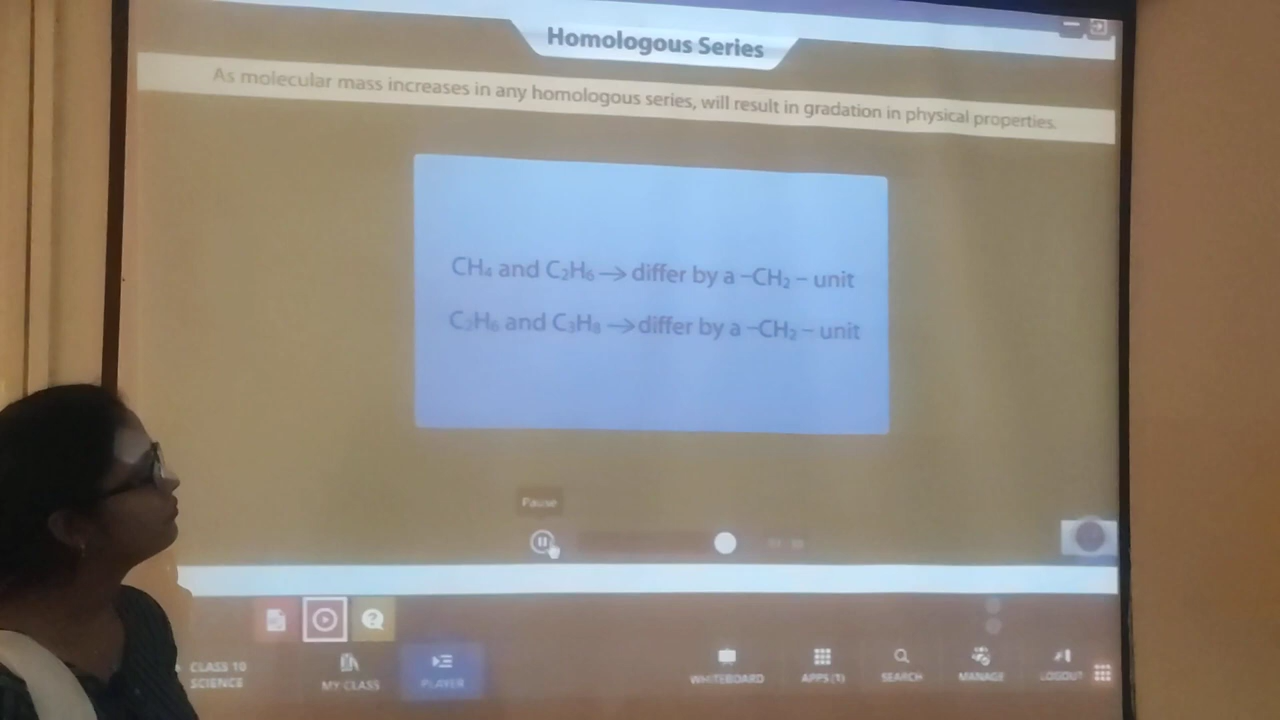 Homologous Series
As molecular mass increases in any homologous series, will result in gradation in physical properties.
CH₄ and C₂H₆ → differ by a –CH₂ – unit
C₂H₆ and C₃H₈ → differ by a –CH₂ – unit
Pause
CLASS 10
SCIENCE
MY CLASS
PLAYER
WHITEBOARD
APPS (1)
SEARCH
MANAGE
LOGOUT